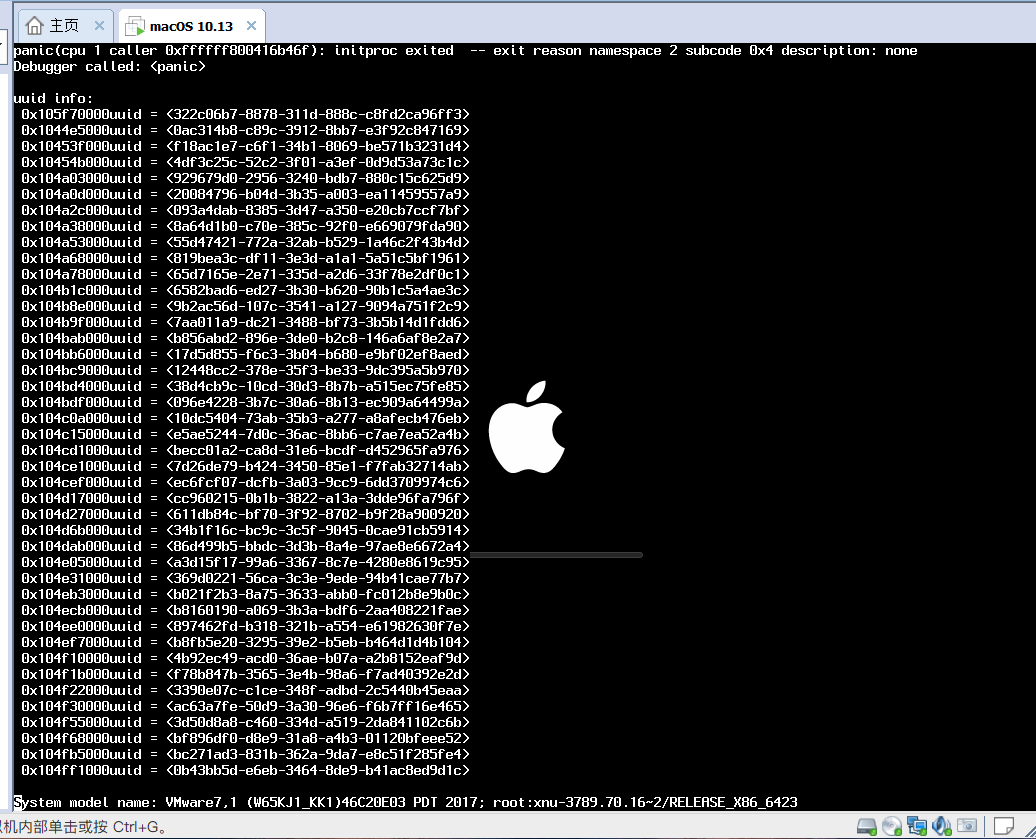 主页
macOS 10.13
panic(cpu 1 caller 0xffffff800416b46f): initproc exited  -- exit reason namespace 2 subcode 0x4 description: none
Debugger called: <panic>
uuid info:
0x105f70000uuid = <322c06b7-8878-311d-888c-c8fd2ca96ff3>
0x1044e5000uuid = <0ac314b8-c89c-3912-8bb7-e3f92c847169>
0x10453f000uuid = <f18ac1e7-c6f1-34b1-8069-be571b3231d4>
0x10454b000uuid = <4df3c25c-52c2-3f01-a3ef-0d9d53a73c1c>
0x104a03000uuid = <929679d0-2956-3240-bdb7-880c15c625d9>
0x104a0d000uuid = <20084796-b04d-3b35-a003-ea11459557a9>
0x104a2c000uuid = <093a4dab-8385-3d47-a350-e20cb7ccf7bf>
0x104a38000uuid = <8a64d1b0-c70e-385c-92f0-e669079fda90>
0x104a53000uuid = <55d47421-772a-32ab-b529-1a46c2f43b4d>
0x104a68000uuid = <819bea3c-df11-3e3d-a1a1-5a51c5bf1961>
0x104a78000uuid = <65d7165e-2e71-335d-a2d6-33f78e2df0c1>
0x104b1c000uuid = <6582bad6-ed27-3b30-b620-90b1c5a4ae3c>
0x104b8e000uuid = <9b2ac56d-107c-3541-a127-9094a751f2c9>
0x104b9f000uuid = <7aa011a9-dc21-3488-bf73-3b5b14d1fdd6>
0x104bab000uuid = <b856abd2-896e-3de0-b2c8-146a6af8e2a7>
0x104bb6000uuid = <17d5d855-f6c3-3b04-b680-e9bf02ef8aed>
0x104bc9000uuid = <12448cc2-378e-35f3-be33-9dc395a5b970>
0x104bd4000uuid = <38d4cb9c-10cd-30d3-8b7b-a515ec75fe85>
0x104bdf000uuid = <096e4228-3b7c-30a6-8b13-ec909a64499a>
0x104c0a000uuid = <10dc5404-73ab-35b3-a277-a8afecb476eb>
0x104c15000uuid = <e5ae5244-7d0c-36ac-8bb6-c7ae7ea52a4b>
0x104cd1000uuid = <becc01a2-ca8d-31e6-bcdf-d452965fa976>
0x104ce1000uuid = <7d26de79-b424-3450-85e1-f7fab32714ab>
0x104cef000uuid = <ec6fcf07-dcfb-3a03-9cc9-6dd3709974c6>
0x104d17000uuid = <cc960215-0b1b-3822-a13a-3dde96fa796f>
0x104d27000uuid = <611db84c-bf70-3f92-8702-b9f28a900920>
0x104d6b000uuid = <34b1f16c-bc9c-3c5f-9045-0cae91cb5914>
0x104dab000uuid = <86d499b5-bbdc-3d3b-8a4e-97ae8e6672a4>
0x104e05000uuid = <a3d15f17-99a6-3367-8c7e-4280e8619c95>
0x104e31000uuid = <369d0221-56ca-3c3e-9ede-94b41cae77b7>
0x104eb3000uuid = <b021f2b3-8a75-3633-abb0-fc012b8e9b0c>
0x104ecb000uuid = <b8160190-a069-3b3a-bdf6-2aa408221fae>
0x104ee0000uuid = <897462fd-b318-321b-a554-e61982630f7e>
0x104ef7000uuid = <b8fb5e20-3295-39e2-b5eb-b464d1d4b104>
0x104f10000uuid = <4b92ec49-acd0-36ae-b07a-a2b8152eaf9d>
0x104f1b000uuid = <f78b847b-3565-3e4b-98a6-f7ad40392e2d>
0x104f22000uuid = <3390e07c-c1ce-348f-adbd-2c5440b45eaa>
0x104f30000uuid = <ac63a7fe-50d9-3a30-96e6-f6b7ff16e465>
0x104f55000uuid = <3d50d8a8-c460-334d-a519-2da841102c6b>
0x104f68000uuid = <bf896df0-d8e9-31a8-a4b3-01120bfeee52>
0x104fb5000uuid = <bc271ad3-831b-362a-9da7-e8c51f285fe4>
0x104ff1000uuid = <0b43bb5d-e6eb-3464-8de9-b41ac8ed9d1c>
System model name: VMware7,1 (W65KJ1_KK1)46C20E03 PDT 2017; root:xnu-3789.70.16~2/RELEASE_X86_6423
机内部单击或按 Ctrl+G。